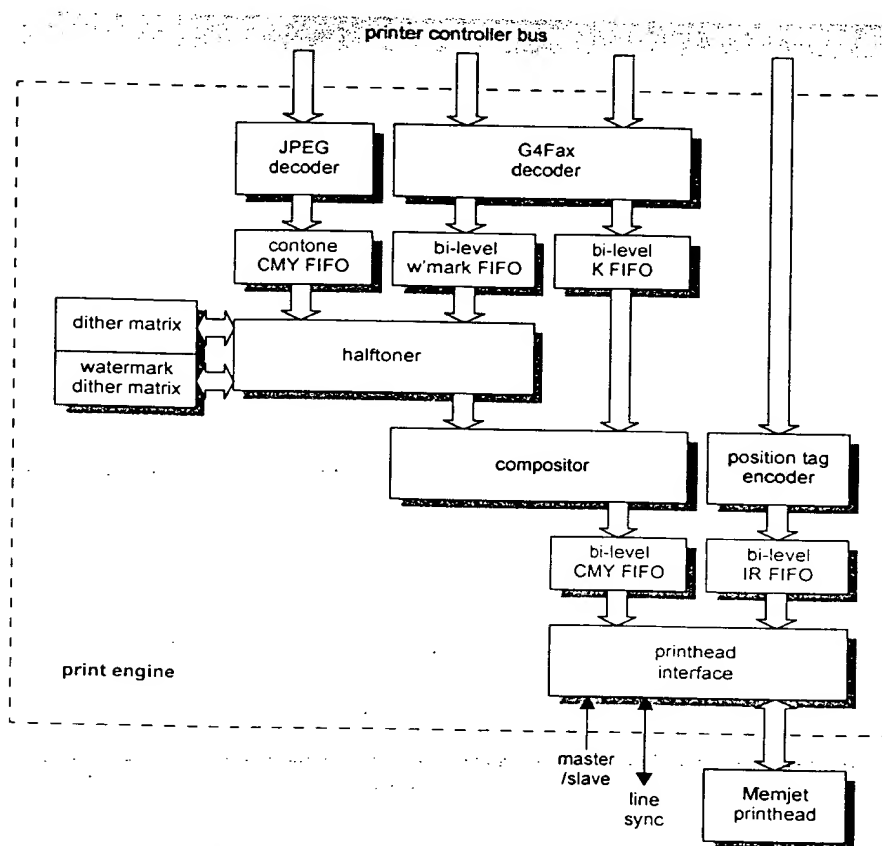 printer controller bus
JPEG
decoder
G4Fax
decoder
contone
CMY FIFO
bi-level
w'mark FIFO
bi-level
K FIFO
dither matrix
watermark
dither matrix
halftoner
compositor
position tag
encoder
bi-level
CMY FIFO
bi-level
IR FIFO
printhead
interface
print engine
master
/slave
line
sync
Memjet
printhead